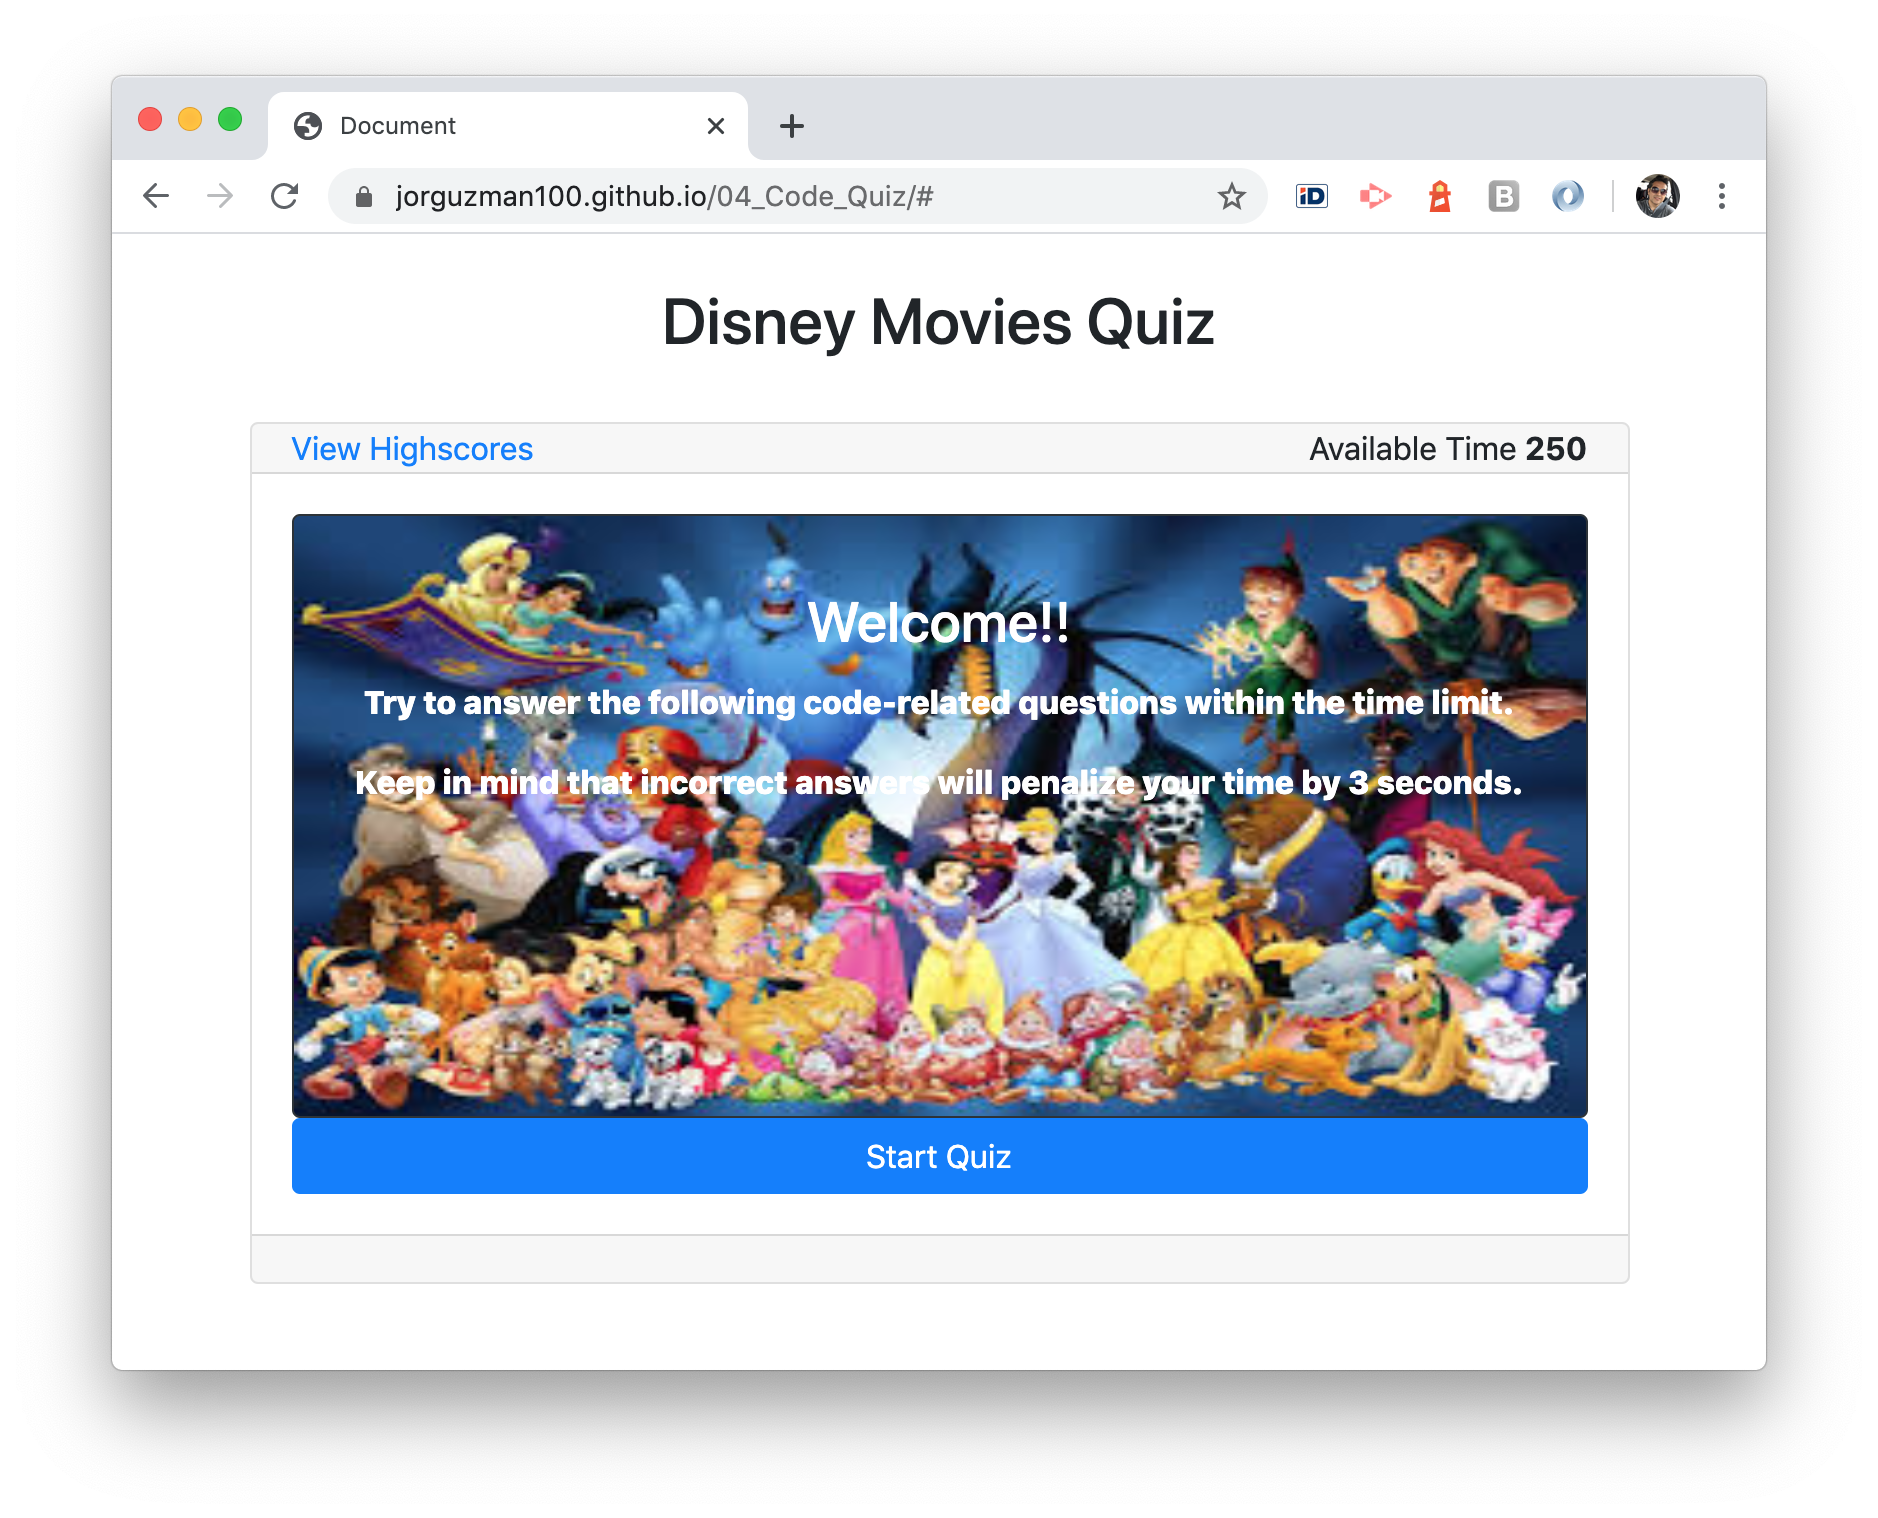 Document
jorguzman100.github.io/04_Code_Quiz/#
iD
B
Disney Movies Quiz
View Highscores
Available Time 250
Welcome!!
Try to answer the following code-related questions within the time limit.
Keep in mind that incorrect answers will penalize your time by 3 seconds.
Start Quiz